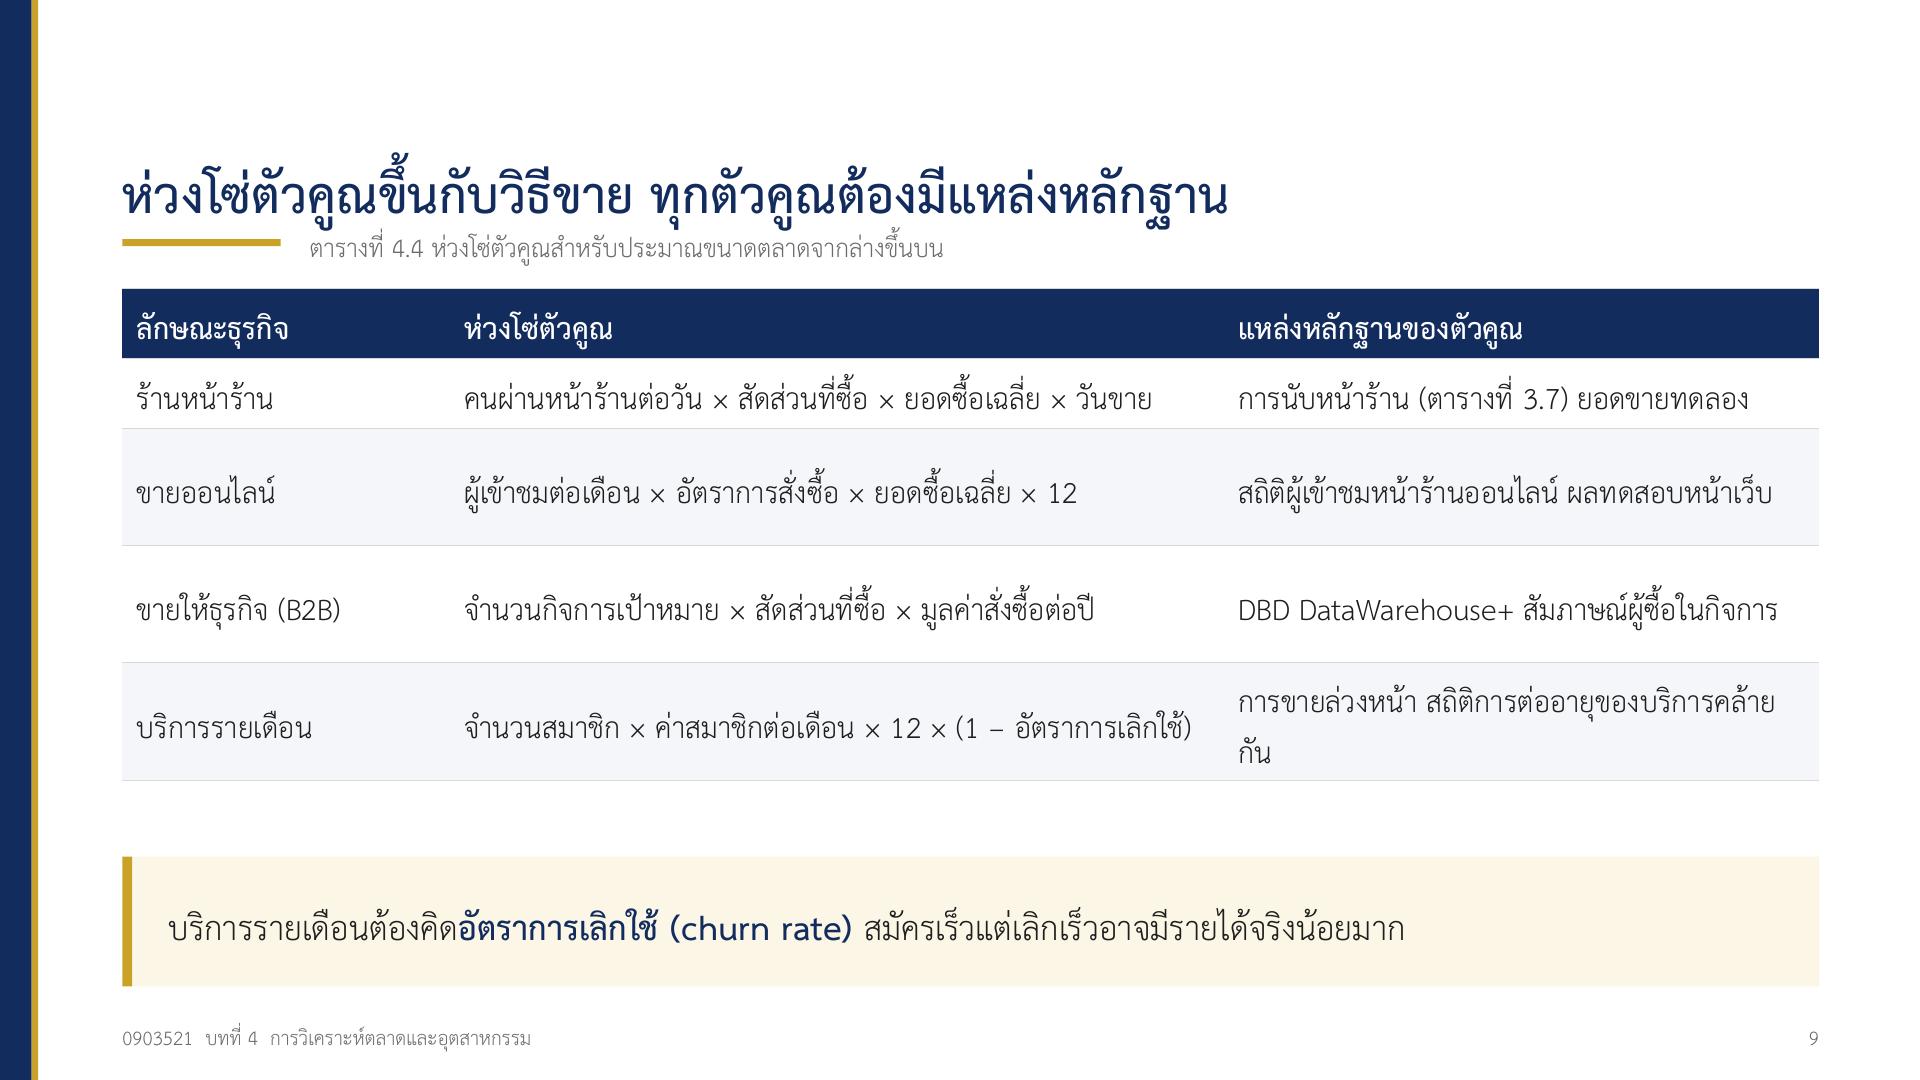 ห่วงโซ่ตัวคูณขึ้นกับวิธีขาย ทุกตัวคูณต้องมีแหล่งหลักฐาน
ตารางที่ 4.4 ห่วงโซ่ตัวคูณสำหรับประมาณขนาดตลาดจากล่างขึ้นบน
ลักษณะธุรกิจ ห่วงโซ่ตัวคูณ แหล่งหลักฐานของตัวคูณ
ร้านหน้าร้าน คนผ่านหน้าร้านต่อวัน × สัดส่วนที่ซื้อ × ยอดซื้อเฉลี่ย × วันขาย การนับหน้าร้าน (ตารางที่ 3.7) ยอดขายทดลอง
ขายออนไลน์ ผู้เข้าชมต่อเดือน × อัตราการสั่งซื้อ × ยอดซื้อเฉลี่ย × 12 สถิติผู้เข้าชมหน้าร้านออนไลน์ ผลทดสอบหน้าเว็บ
ขายให้ธุรกิจ (B2B) จำนวนกิจการเป้าหมาย × สัดส่วนที่ซื้อ × มูลค่าสั่งซื้อต่อปี DBD DataWarehouse+ สัมภาษณ์ผู้ซื้อในกิจการ
บริการรายเดือน จำนวนสมาชิก × ค่าสมาชิกต่อเดือน × 12 × (1 – อัตราการเลิกใช้) การขายล่วงหน้า สถิติการต่ออายุของบริการคล้าย
กัน
บริการรายเดือนต้องคิดอัตราการเลิกใช้ (churn rate) สมัครเร็วแต่เลิกเร็วอาจมีรายได้จริงน้อยมาก
0903521 บทที่ 4 การวิเคราะห์ตลาดและอุตสาหกรรม 9